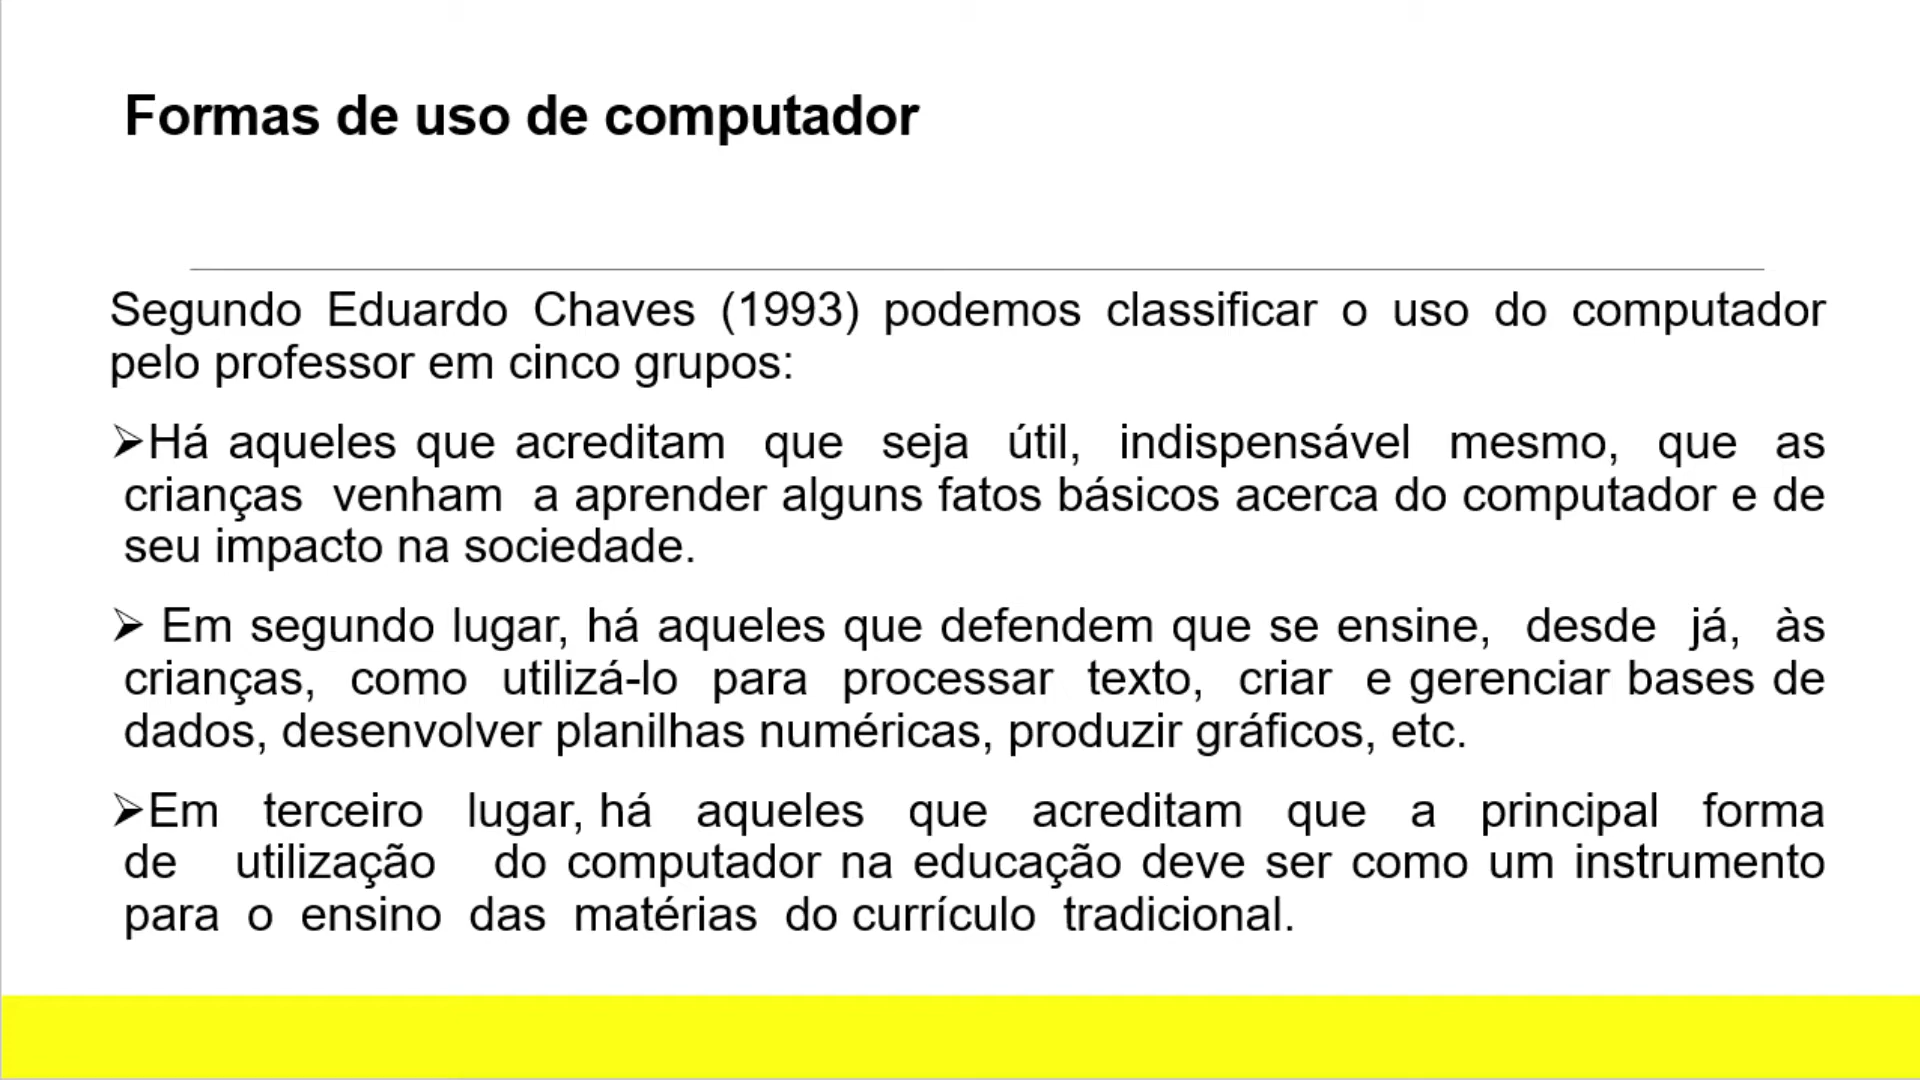 Formas de uso de computador
Segundo Eduardo Chaves (1993) podemos classificar o uso do computador
pelo professor em cinco grupos:
➢Há aqueles que acreditam que seja útil, indispensável mesmo, que as
crianças venham a aprender alguns fatos básicos acerca do computador e de
seu impacto na sociedade.
➢ Em segundo lugar, há aqueles que defendem que se ensine, desde já, às
crianças, como utilizá-lo para processar texto, criar e gerenciar bases de
dados, desenvolver planilhas numéricas, produzir gráficos, etc.
➢Em terceiro lugar, há aqueles que acreditam que a principal forma
de utilização do computador na educação deve ser como um instrumento
para o ensino das matérias do currículo tradicional.